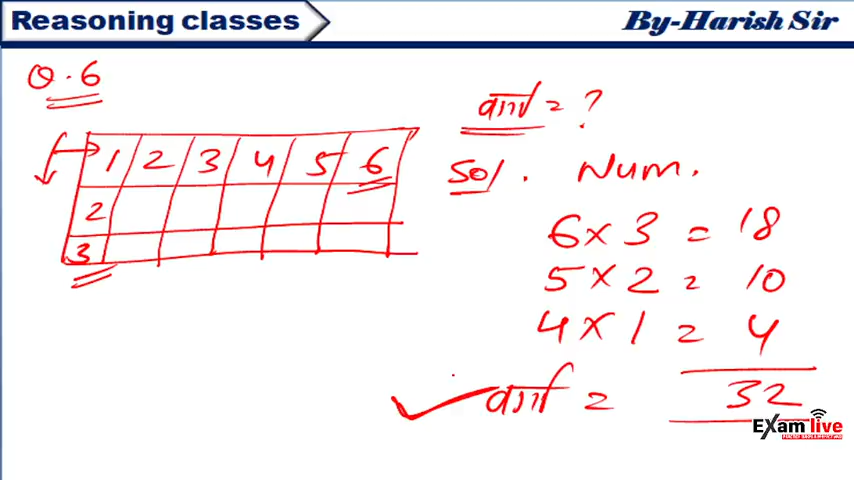 Reasoning classes
By-Harish Sir
Q.6
वर्ग = ?
1 2 3 4 5 6
2
3
Sol. Num.
6 × 3 = 18
5 × 2 = 10
4 × 1 = 4
वर्ग = 32
Exam live